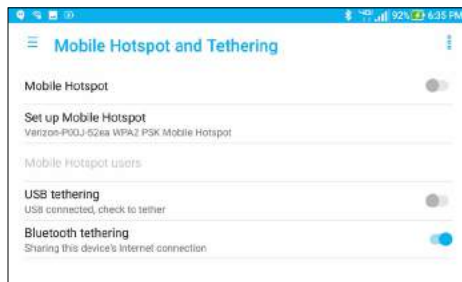 92% 6:35 PM
Mobile Hotspot and Tethering
Mobile Hotspot
Set up Mobile Hotspot
Verizon-P00J-52ea WPA2 PSK Mobile Hotspot
Mobile Hotspot users
USB tethering
USB connected, check to tether
Bluetooth tethering
Sharing this device's Internet connection